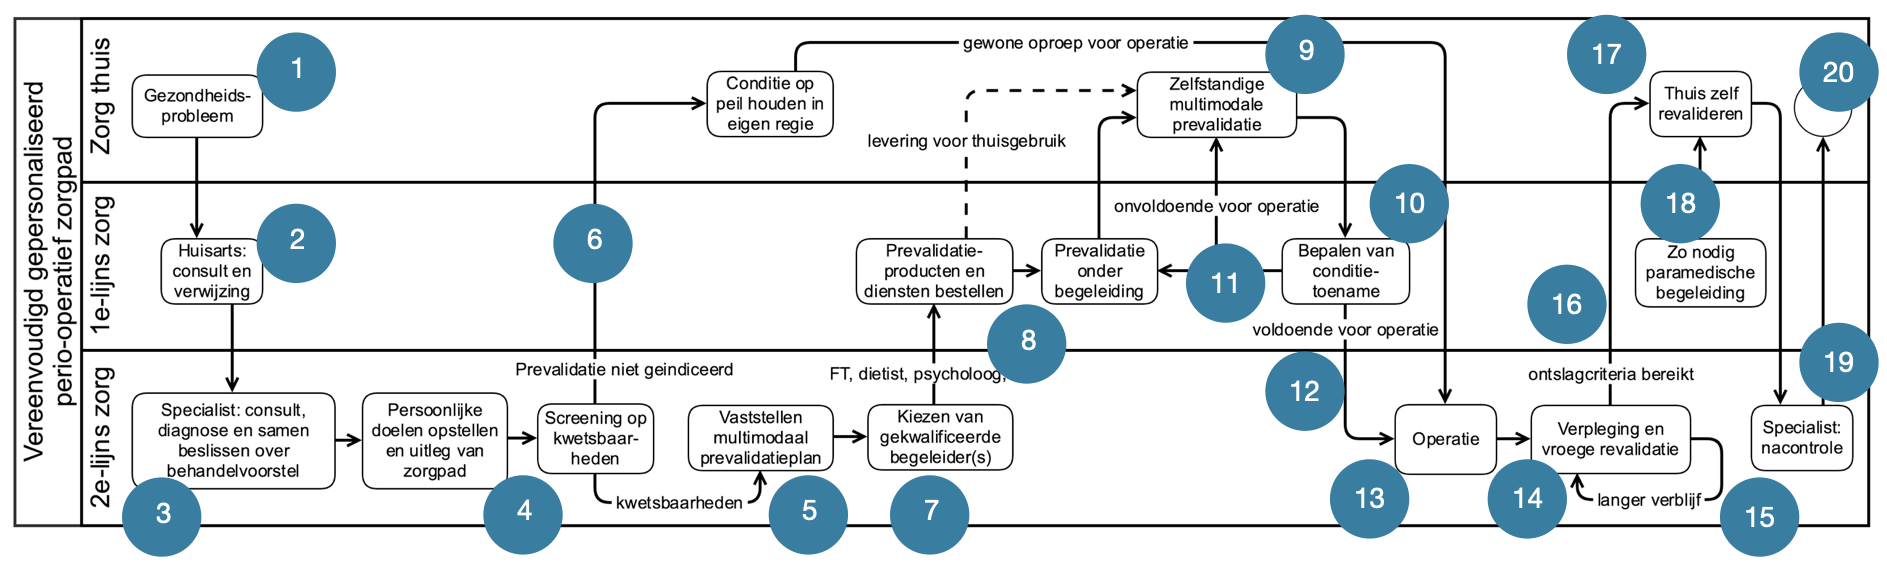 Vereenvoudigd gepersonaliseerd
perio-operatief zorgpad
Zorg thuis
1e-lijns zorg
2e-lijns zorg
Gezondheids-
probleem
1
Huisarts:
consult en
verwijzing
2
Specialist: consult,
diagnose en samen
beslissen over
behandelvoorstel
3
Persoonlijke
doelen opstellen
en uitleg van
zorgpad
4
Screening op
kwetsbaar-
heden
kwetsbaarheden
5
Prevalidatie niet geindiceerd
6
Conditie op
peil houden in
eigen regie
gewone oproep voor operatie
Vaststellen
multimodaal
prevalidatieplan
Kiezen van
gekwalificeerde
begeleider(s)
7
FT, dietist, psycholoog,
8
Prevalidatie-
producten en
diensten bestellen
levering voor thuisgebruik
Prevalidatie
onder
begeleiding
Zelfstandige
multimodale
prevalidatie
9
onvoldoende voor operatie
10
Bepalen van
conditie-
toename
11
voldoende voor operatie
12
Operatie
13
Verpleging en
vroege revalidatie
14
langer verblijf
15
ontslagcriteria bereikt
16
17
Thuis zelf
revalideren
18
Zo nodig
paramedische
begeleiding
Specialist:
nacontrole
19
20